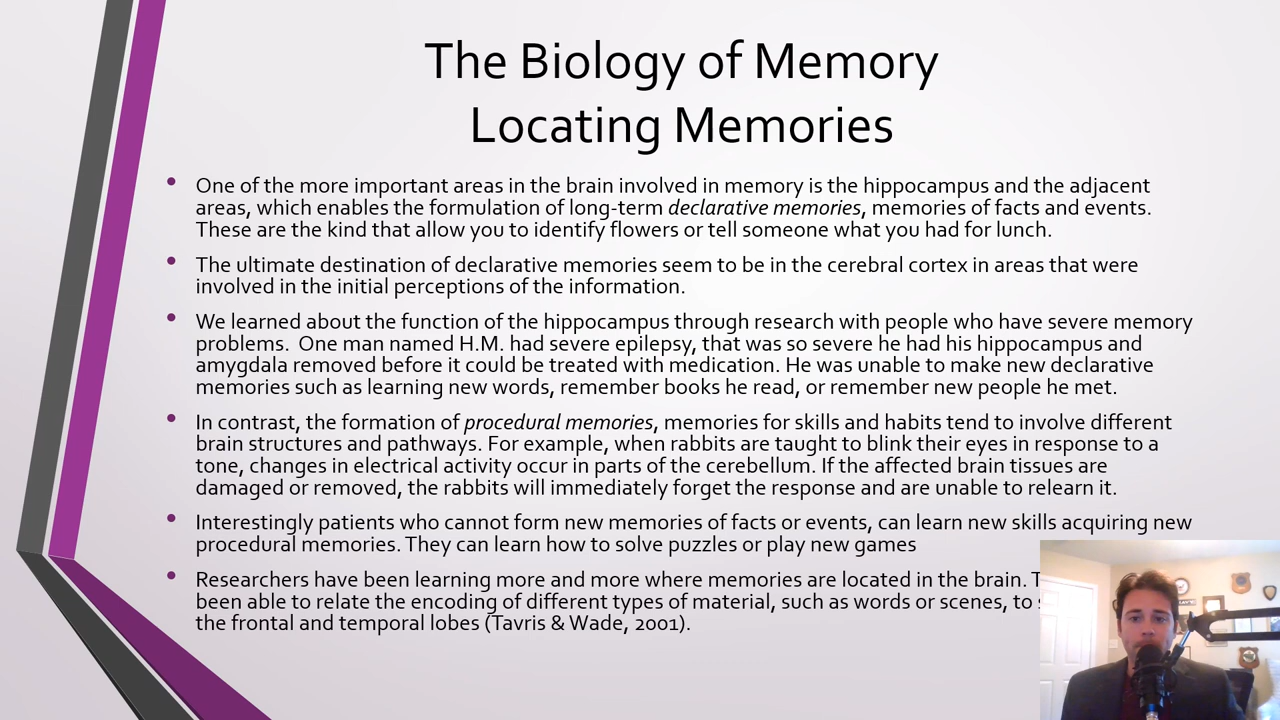 The Biology of Memory
Locating Memories
• One of the more important areas in the brain involved in memory is the hippocampus and the adjacent
areas, which enables the formulation of long-term declarative memories, memories of facts and events.
These are the kind that allow you to identify flowers or tell someone what you had for lunch.
• The ultimate destination of declarative memories seem to be in the cerebral cortex in areas that were
involved in the initial perceptions of the information.
• We learned about the function of the hippocampus through research with people who have severe memory
problems.  One man named H.M. had severe epilepsy, that was so severe he had his hippocampus and
amygdala removed before it could be treated with medication. He was unable to make new declarative
memories such as learning new words, remember books he read, or remember new people he met.
• In contrast, the formation of procedural memories, memories for skills and habits tend to involve different
brain structures and pathways. For example, when rabbits are taught to blink their eyes in response to a
tone, changes in electrical activity occur in parts of the cerebellum. If the affected brain tissues are
damaged or removed, the rabbits will immediately forget the response and are unable to relearn it.
• Interestingly patients who cannot form new memories of facts or events, can learn new skills acquiring new
procedural memories. They can learn how to solve puzzles or play new games
• Researchers have been learning more and more where memories are located in the brain.
been able to relate the encoding of different types of material, such as words or scenes, to
the frontal and temporal lobes (Tavris & Wade, 2001).